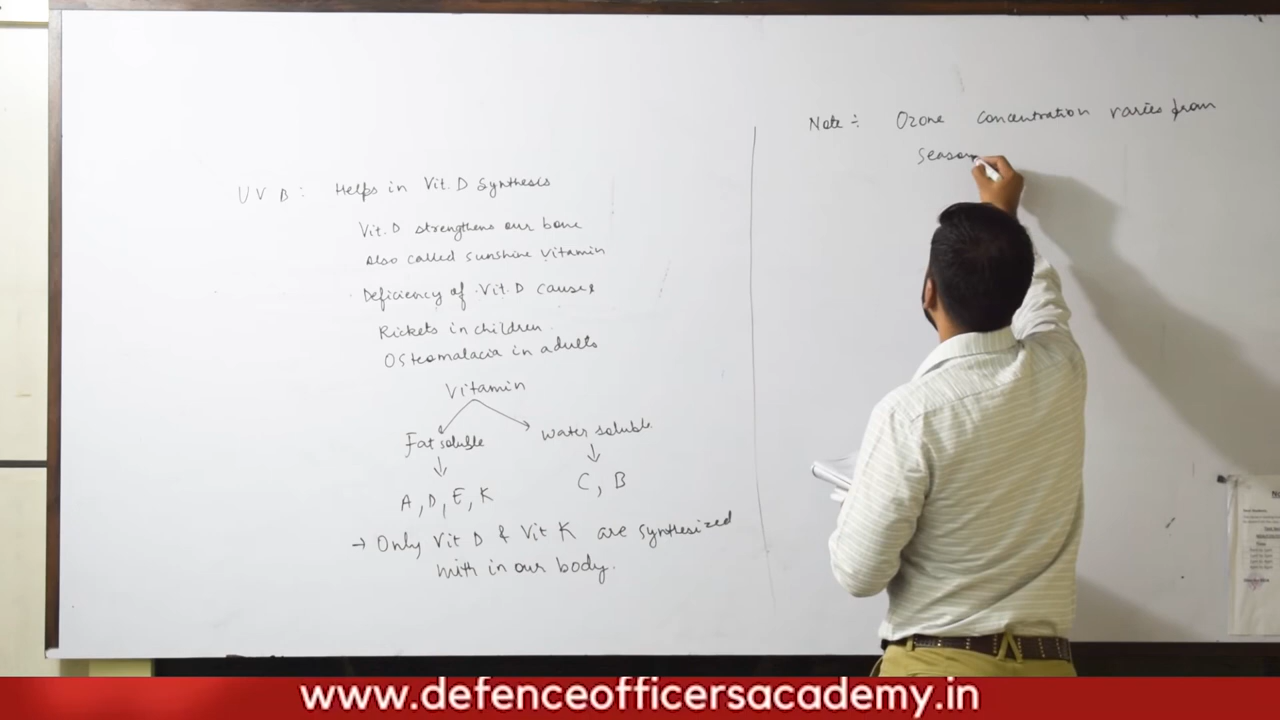 UVB: Helps in Vit. D Synthesis
Vit. D strengthens our bone
Also called sunshine vitamin
Deficiency of Vit. D causes
Rickets in children
Osteomalacia in adults
Vitamin
Fat soluble
Water soluble
A, D, E, K
C, B
→ Only Vit D & Vit K are synthesized
with in our body.
Note:- Ozone concentration varies from
Season
www.defenceofficersacademy.in